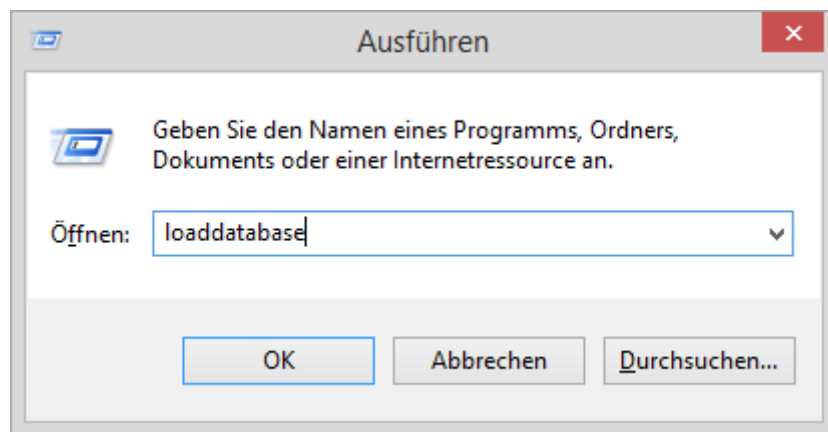 Ausführen
Geben Sie den Namen eines Programms, Ordners,
Dokuments oder einer Internetressource an.
Öffnen: loaddatabase
OK Abbrechen Durchsuchen...